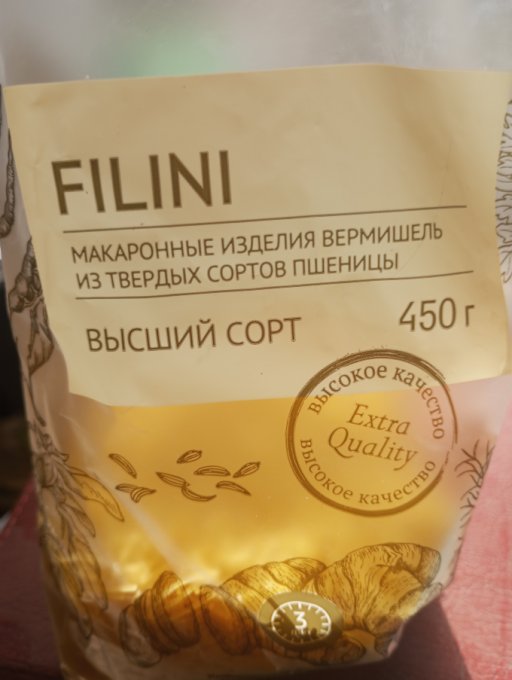 FILINI
МАКАРОННЫЕ ИЗДЕЛИЯ ВЕРМИШЕЛЬ
ИЗ ТВЕРДЫХ СОРТОВ ПШЕНИЦЫ
ВЫСШИЙ СОРТ
450 г
высокое качество
Extra
Quality
высокое качество
3